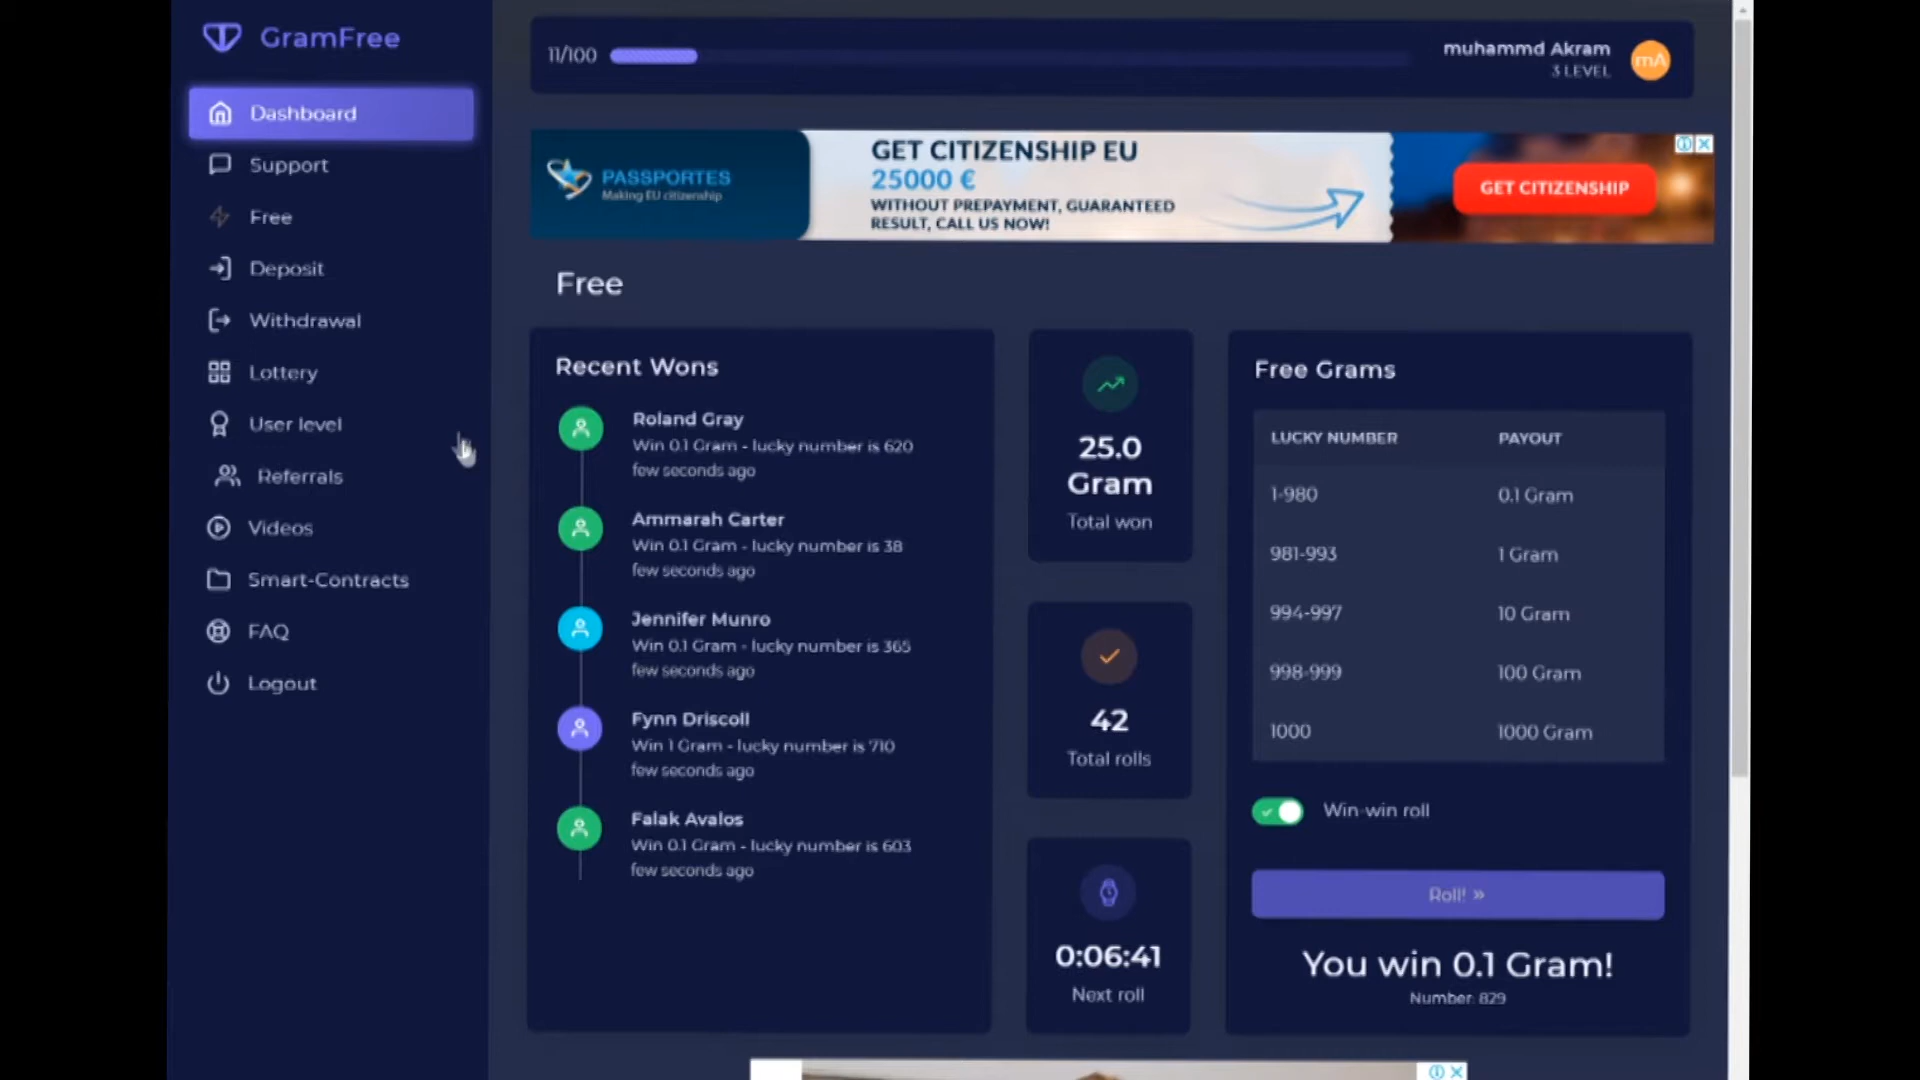 GramFree
Dashboard
Support
Free
Deposit
Withdrawal
Lottery
User level
Referrals
Videos
Smart-Contracts
FAQ
Logout
11/100
muhammd Akram
3 LEVEL
mA
PASSPORTES
Making EU citizenship
GET CITIZENSHIP EU
25000 €
WITHOUT PREPAYMENT, GUARANTEED
RESULT, CALL US NOW!
GET CITIZENSHIP
Free
Recent Wons
Roland Gray
Win 0.1 Gram - lucky number is 620
few seconds ago
Ammarah Carter
Win 0.1 Gram - lucky number is 38
few seconds ago
Jennifer Munro
Win 0.1 Gram - lucky number is 365
few seconds ago
Fynn Driscoll
Win 1 Gram - lucky number is 710
few seconds ago
Falak Avalos
Win 0.1 Gram - lucky number is 603
few seconds ago
25.0
Gram
Total won
42
Total rolls
0:06:41
Next roll
Free Grams
LUCKY NUMBER PAYOUT
1-980 0.1 Gram
981-993 1 Gram
994-997 10 Gram
998-999 100 Gram
1000 1000 Gram
Win-win roll
Roll! »
You win 0.1 Gram!
Number: 829